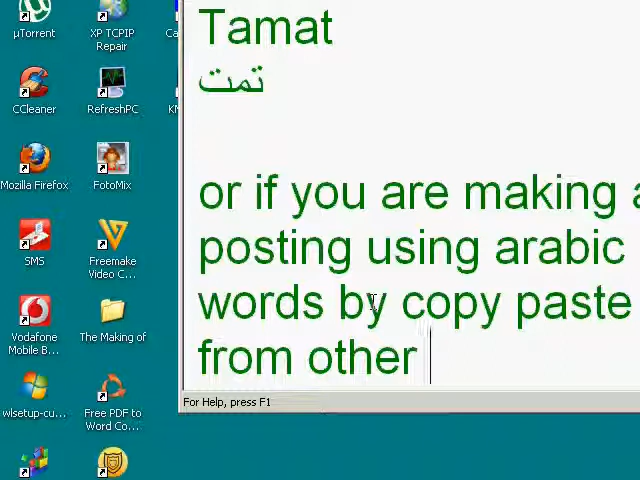 µTorrent
XP TCPIP
Repair
CCleaner
RefreshPC
Mozilla Firefox
FotoMix
SMS
Freemake
Video C...
Vodafone
Mobile B...
The Making of
wlsetup-cu...
Free PDF to
Word Co...
Tamat
تمت
or if you are making a
posting using arabic
words by copy paste
from other
For Help, press F1